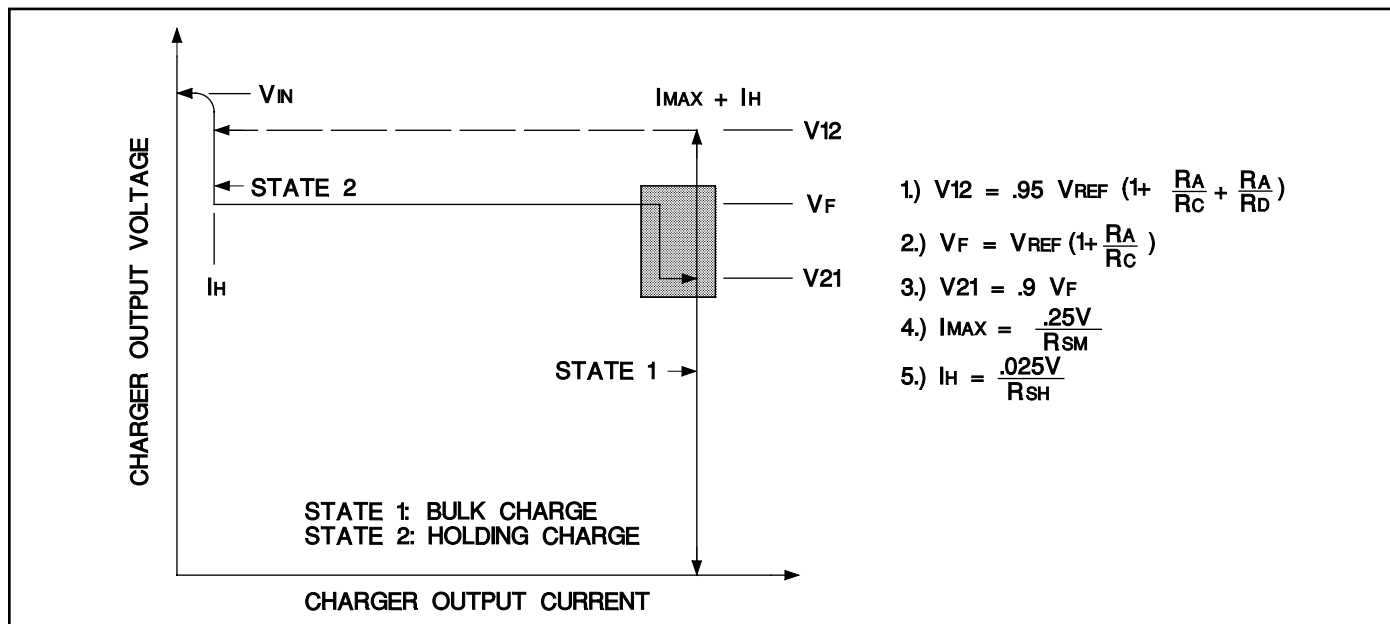 CHARGER OUTPUT VOLTAGE
VIN
IMAX + IH
V12
STATE 2
VF
IH
V21
STATE 1
STATE 1: BULK CHARGE
STATE 2: HOLDING CHARGE
CHARGER OUTPUT CURRENT
1.) V12 = .95 VREF (1+ RA/RC + RA/RD)
2.) VF = VREF (1+ RA/RC)
3.) V21 = .9 VF
4.) IMAX = .25V/RSM
5.) IH = .025V/RSH